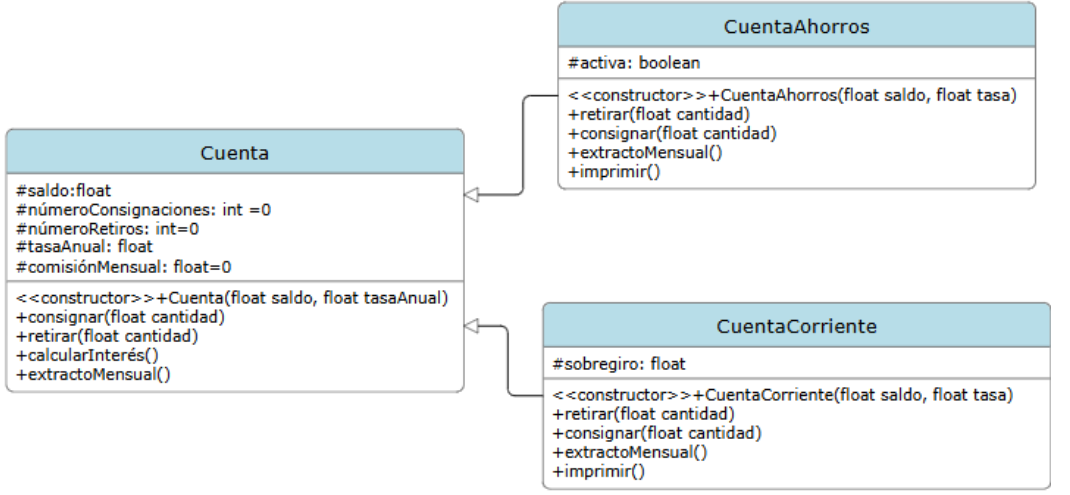 CuentaAhorros
#activa: boolean
<<constructor>>+CuentaAhorros(float saldo, float tasa)
+retirar(float cantidad)
+consignar(float cantidad)
+extractoMensual()
+imprimir()
Cuenta
#saldo:float
#númeroConsignaciones: int =0
#númeroRetiros: int=0
#tasaAnual: float
#comisiónMensual: float=0
<<constructor>>+Cuenta(float saldo, float tasaAnual)
+consignar(float cantidad)
+retirar(float cantidad)
+calcularInterés()
+extractoMensual()
CuentaCorriente
#sobregiro: float
<<constructor>>+CuentaCorriente(float saldo, float tasa)
+retirar(float cantidad)
+consignar(float cantidad)
+extractoMensual()
+imprimir()